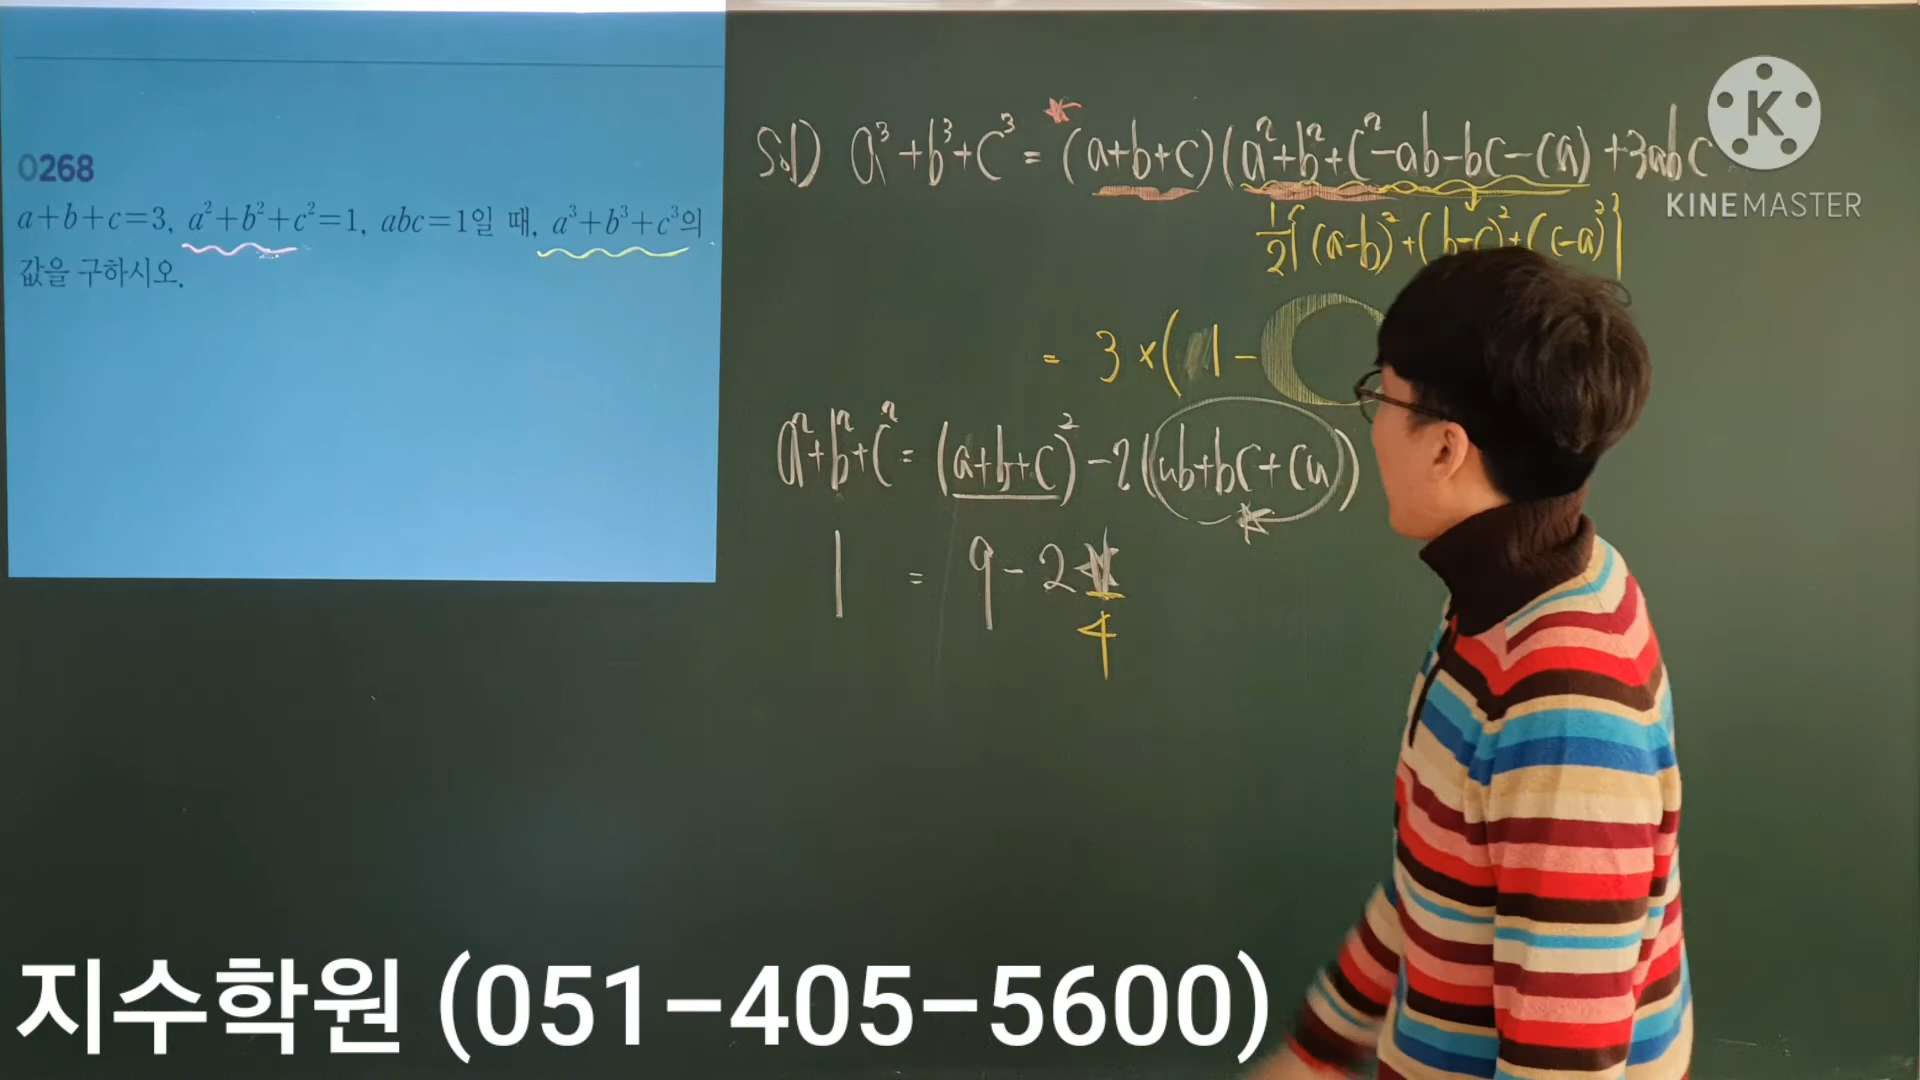 0268
a+b+c=3, a²+b²+c²=1, abc=1일 때, a³+b³+c³의
값을 구하시오.
Sol) a³+b³+c³ = (a+b+c)(a²+b²+c²-ab-bc-ca)+3abc
½{(a-b)²+(b-c)²+(c-a)²}
= 3×(1-
a²+b²+c² = (a+b+c)²-2(ab+bc+ca)
1 = 9-2★
4
K
KINEMASTER
지수학원 (051-405-5600)